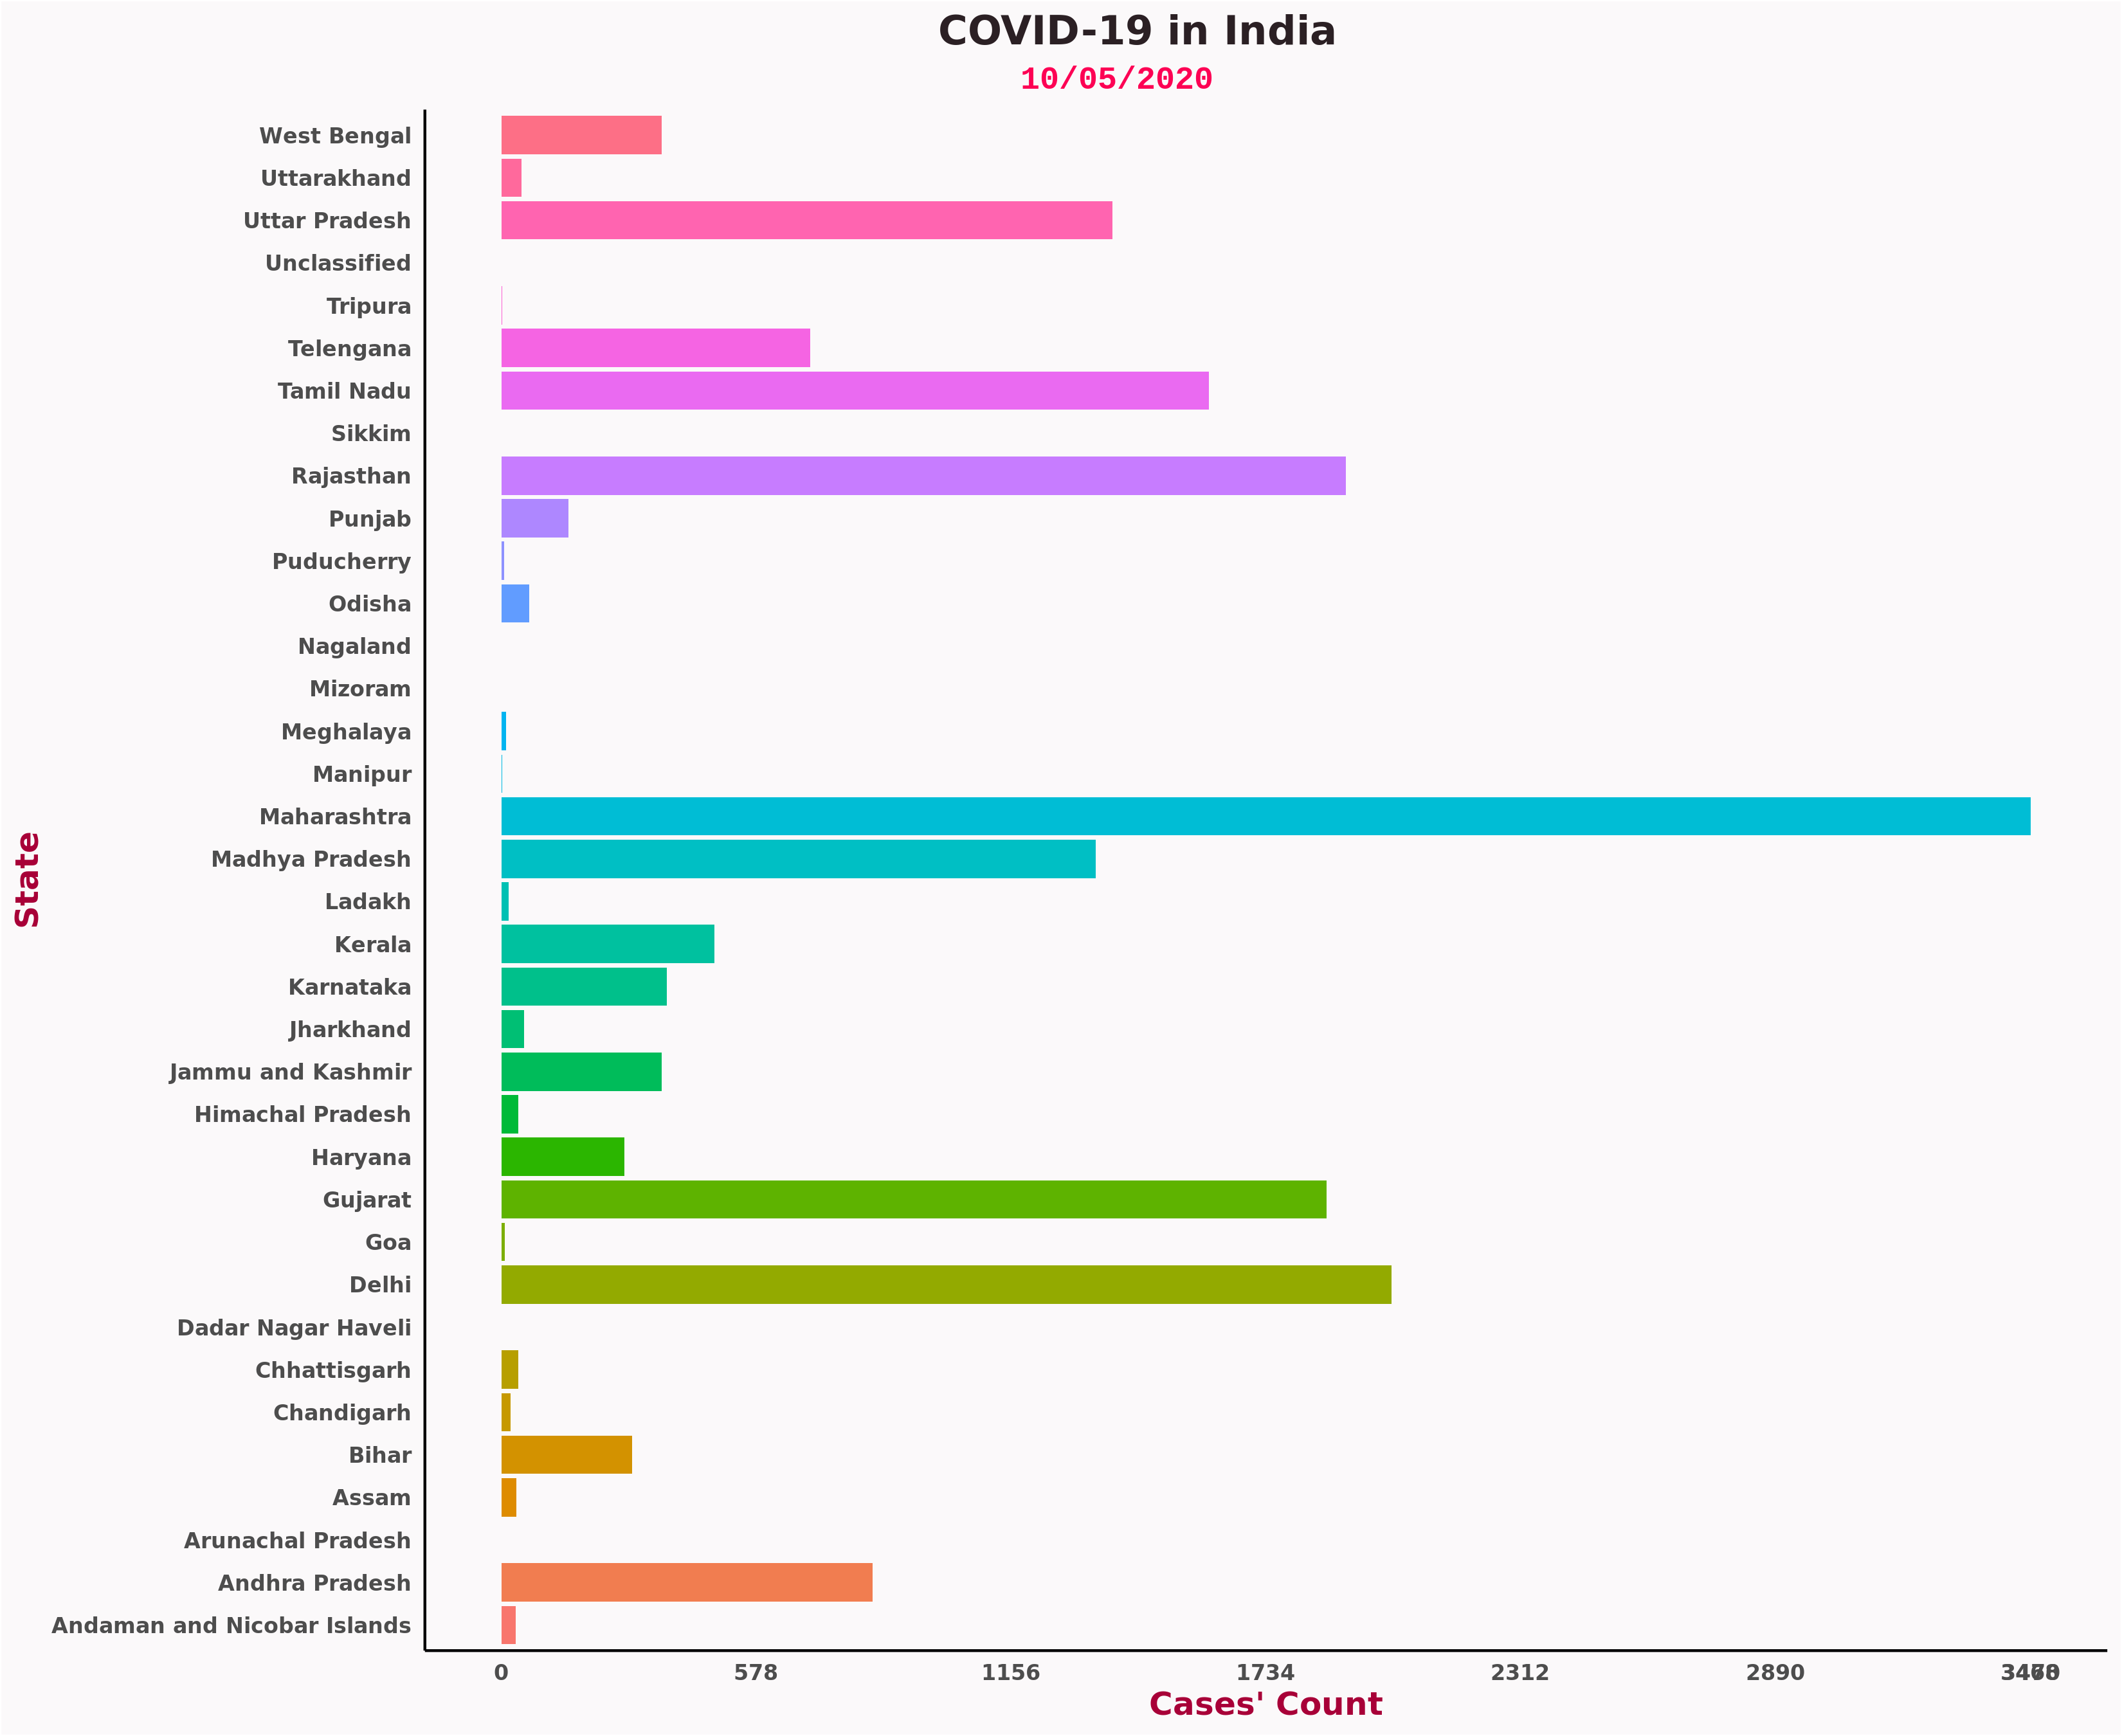 COVID-19 in India
10/05/2020
West Bengal
Uttarakhand
Uttar Pradesh
Unclassified
Tripura
Telengana
Tamil Nadu
Sikkim
Rajasthan
Punjab
Puducherry
Odisha
Nagaland
Mizoram
Meghalaya
Manipur
Maharashtra
Madhya Pradesh
Ladakh
Kerala
Karnataka
Jharkhand
Jammu and Kashmir
Himachal Pradesh
Haryana
Gujarat
Goa
Delhi
Dadar Nagar Haveli
Chhattisgarh
Chandigarh
Bihar
Assam
Arunachal Pradesh
Andhra Pradesh
Andaman and Nicobar Islands
State
0 578 1156 1734 2312 2890
Cases' Count